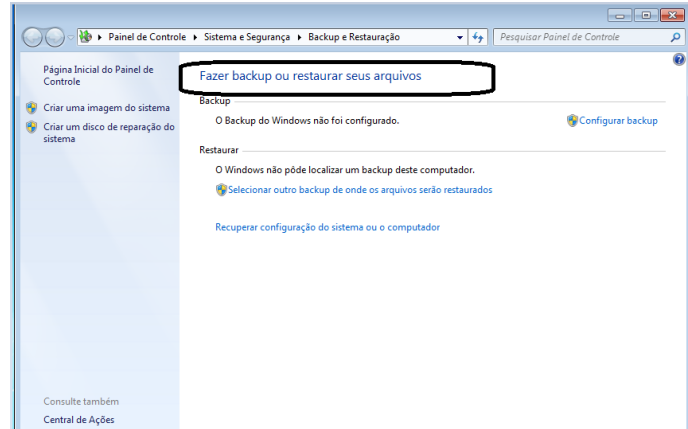 Painel de Controle ▸ Sistema e Segurança ▸ Backup e Restauração
Pesquisar Painel de Controle
Página Inicial do Painel de
Controle
Criar uma imagem do sistema
Criar um disco de reparação do
sistema
Fazer backup ou restaurar seus arquivos
Backup
O Backup do Windows não foi configurado.
Configurar backup
Restaurar
O Windows não pôde localizar um backup deste computador.
Selecionar outro backup de onde os arquivos serão restaurados
Recuperar configuração do sistema ou o computador
Consulte também
Central de Ações